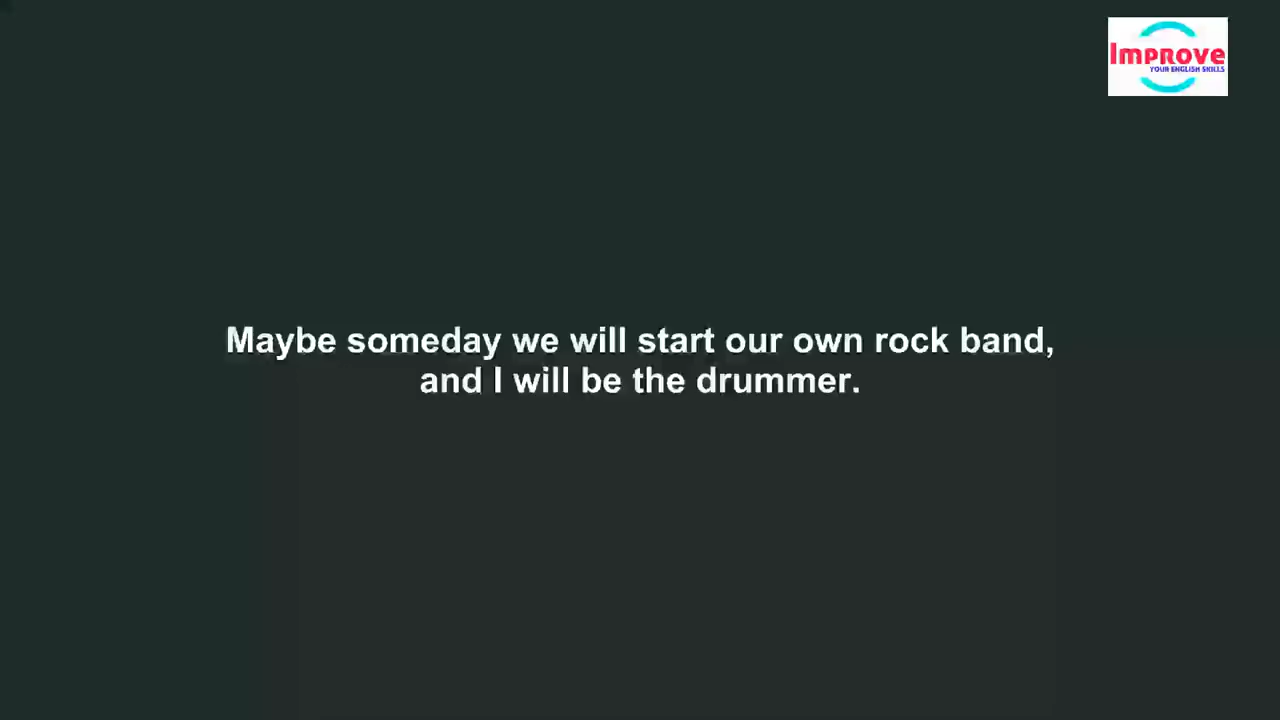 Improve
YOUR ENGLISH SKILLS
Maybe someday we will start our own rock band,
and I will be the drummer.